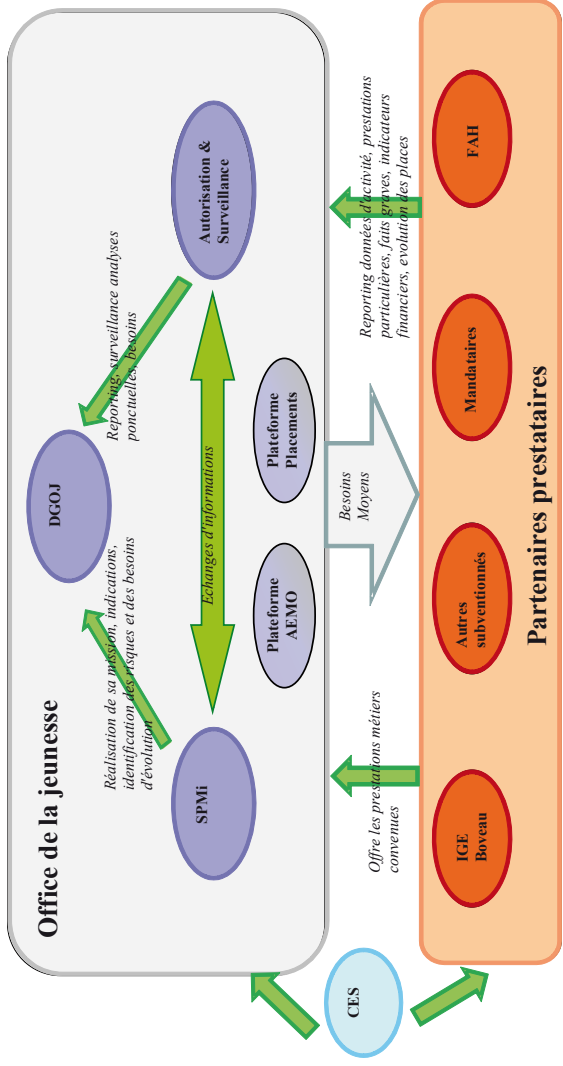 Office de la jeunesse
DGOJ
Réalisation de sa mission, indications,
identification des risques et des besoins
d'évolution
Reporting, surveillance analyses
ponctuelles, besoins
SPMi
Echanges d'informations
Autorisation &
Surveillance
Plateforme
AEMO
Plateforme
Placements
CES
Offre les prestations métiers
convenues
Besoins
Moyens
Reporting données d'activité, prestations
particulières, faits graves, indicateurs
financiers, evolution des places
IGE
Boveau
Autres
subventionnés
Mandataires
FAH
Partenaires prestataires